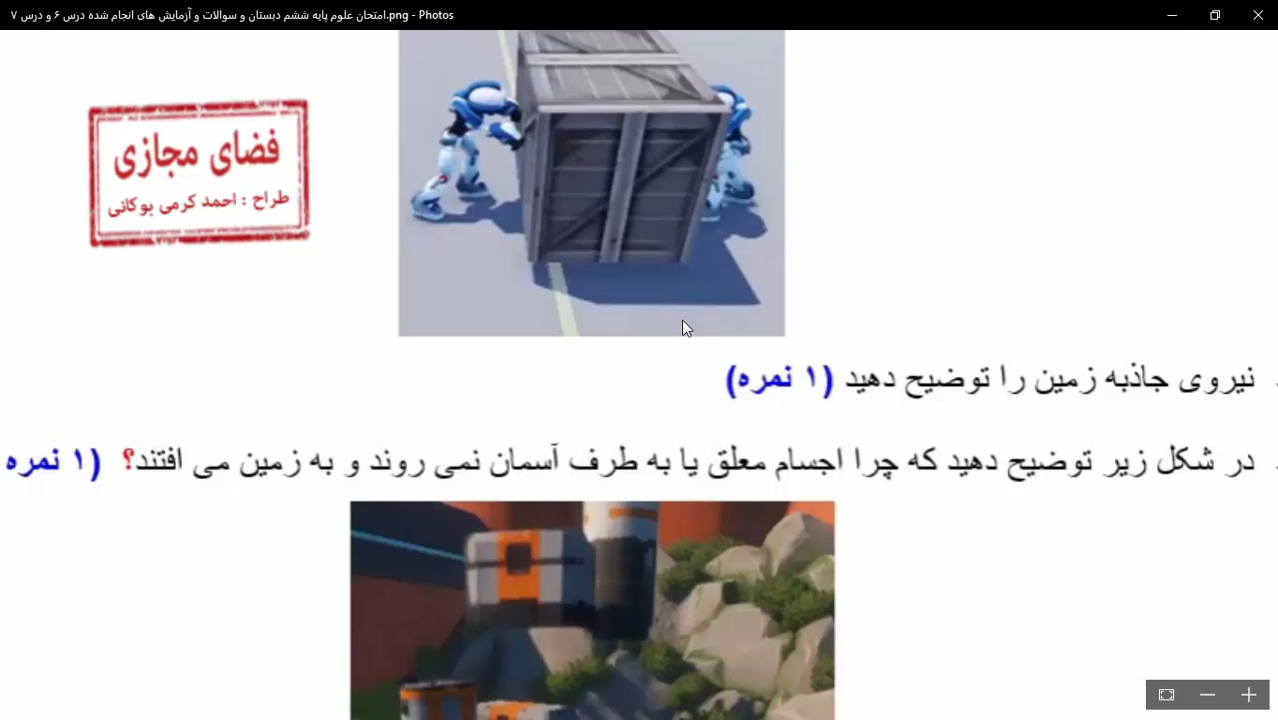 امتحان علوم پایه ششم دبستان و سوالات و آزمایش های انجام شده درس ۶ و درس ۷.png - Photos
فضای مجازی
طراح : احمد کرمی بوکانی
نیروی جاذبه زمین را توضیح دهید (۱ نمره)
در شکل زیر توضیح دهید که چرا اجسام معلق یا به طرف آسمان نمی روند و به زمین می افتند؟ (۱ نمره